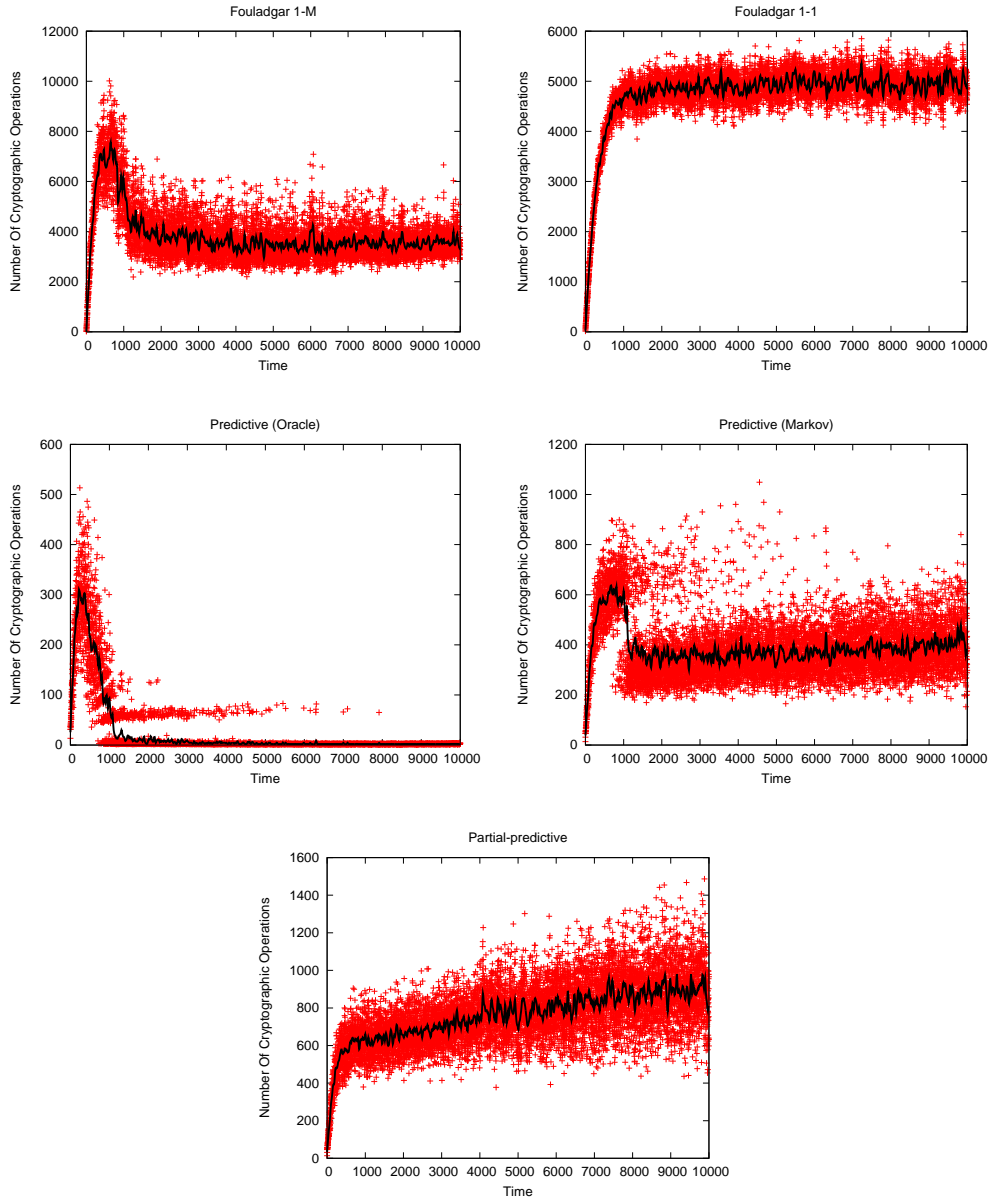 Fouladgar 1-M
Number Of Cryptographic Operations
12000
10000
8000
6000
4000
2000
0
0 1000 2000 3000 4000 5000 6000 7000 8000 9000 10000
Time
Fouladgar 1-1
Number Of Cryptographic Operations
6000
5000
4000
3000
2000
1000
0
0 1000 2000 3000 4000 5000 6000 7000 8000 9000 10000
Time
Predictive (Oracle)
Number Of Cryptographic Operations
600
500
400
300
200
100
0
0 1000 2000 3000 4000 5000 6000 7000 8000 9000 10000
Time
Predictive (Markov)
Number Of Cryptographic Operations
1200
1000
800
600
400
200
0
0 1000 2000 3000 4000 5000 6000 7000 8000 9000 10000
Time
Partial-predictive
Number Of Cryptographic Operations
1600
1400
1200
1000
800
600
400
200
0
0 1000 2000 3000 4000 5000 6000 7000 8000 9000 10000
Time